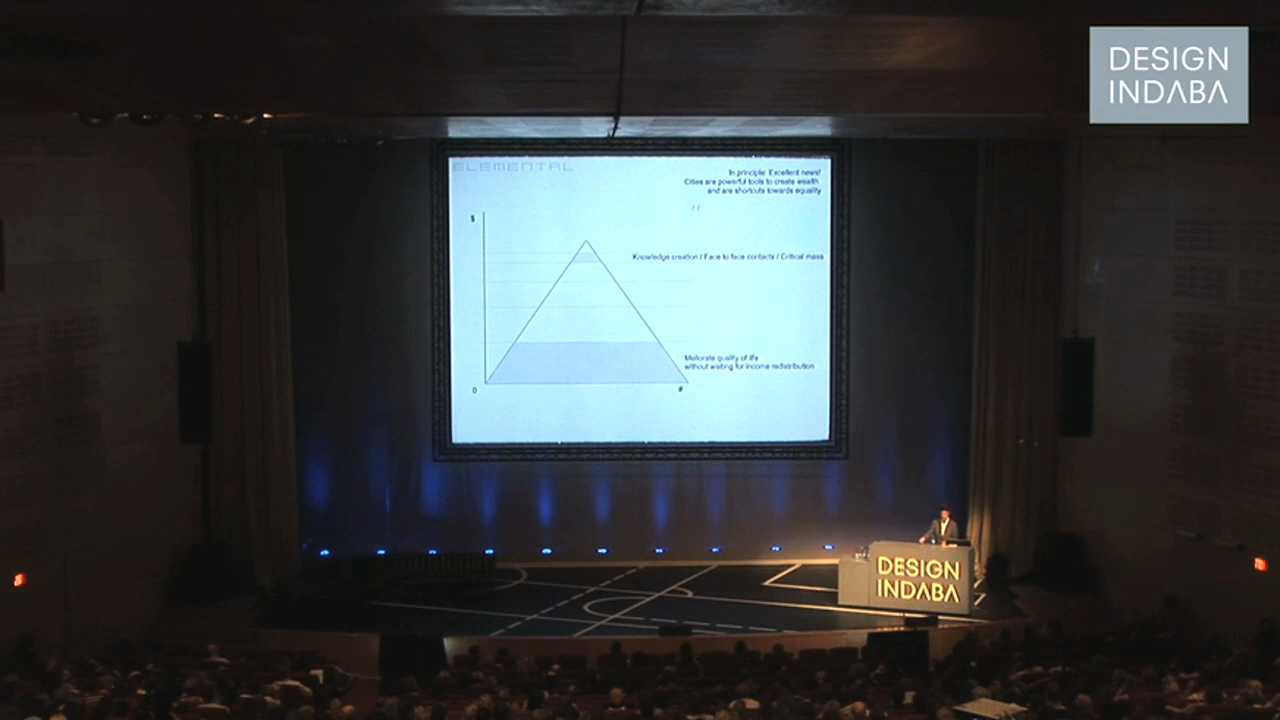 DESIGN
INDABA
ELEMENTAL
In principle: Excellent news!
Cities are powerful tools to create wealth
and are shortcuts towards equality
$
Knowledge creation / Face to face contacts / Critical mass
Meliorate quality of life
without waiting for income redistribution
0
#
DESIGN
INDABA